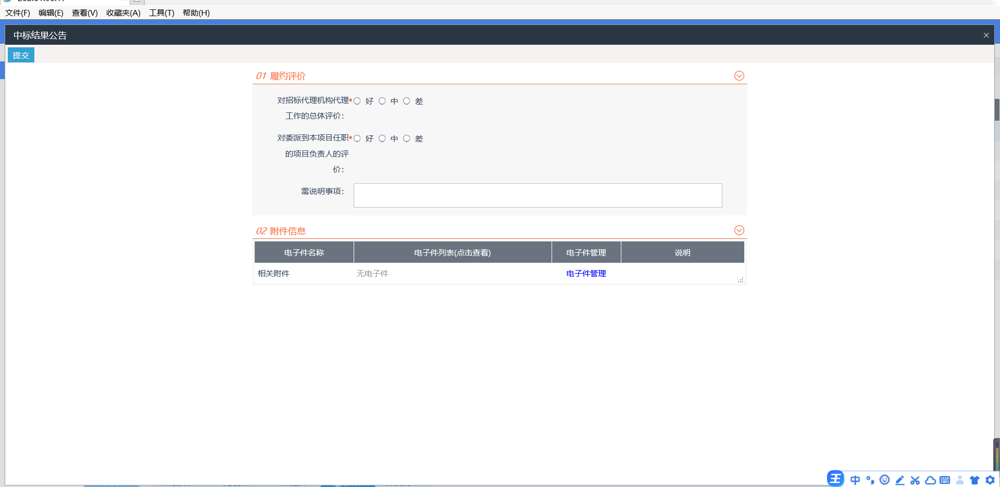 文件(F) 编辑(E) 查看(V) 收藏夹(A) 工具(T) 帮助(H)
中标结果公告
提交
01 履约评价
对招标代理机构代理* 好 中 差
工作的总体评价：
对委派到本项目任职* 好 中 差
的项目负责人的评
价：
需说明事项：
02 附件信息
电子件名称 电子件列表(点击查看) 电子件管理 说明
相关附件 无电子件 电子件管理
王 中